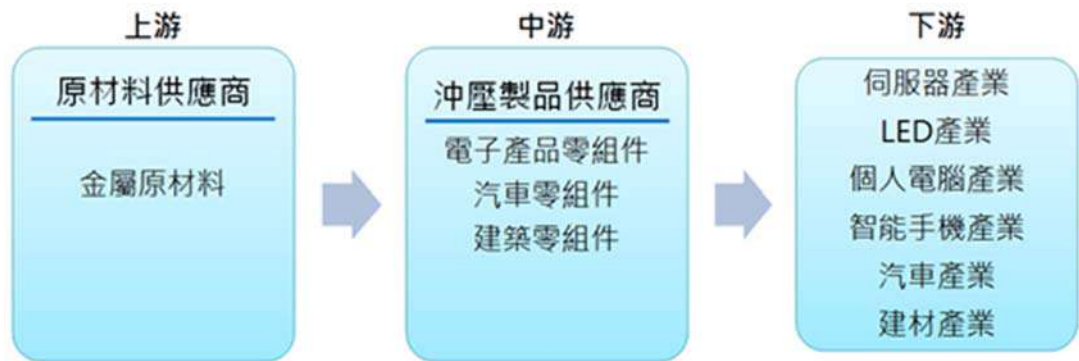 上游
原材料供應商
金屬原材料
中游
沖壓製品供應商
電子產品零組件
汽車零組件
建築零組件
下游
伺服器產業
LED產業
個人電腦產業
智能手機產業
汽車產業
建材產業